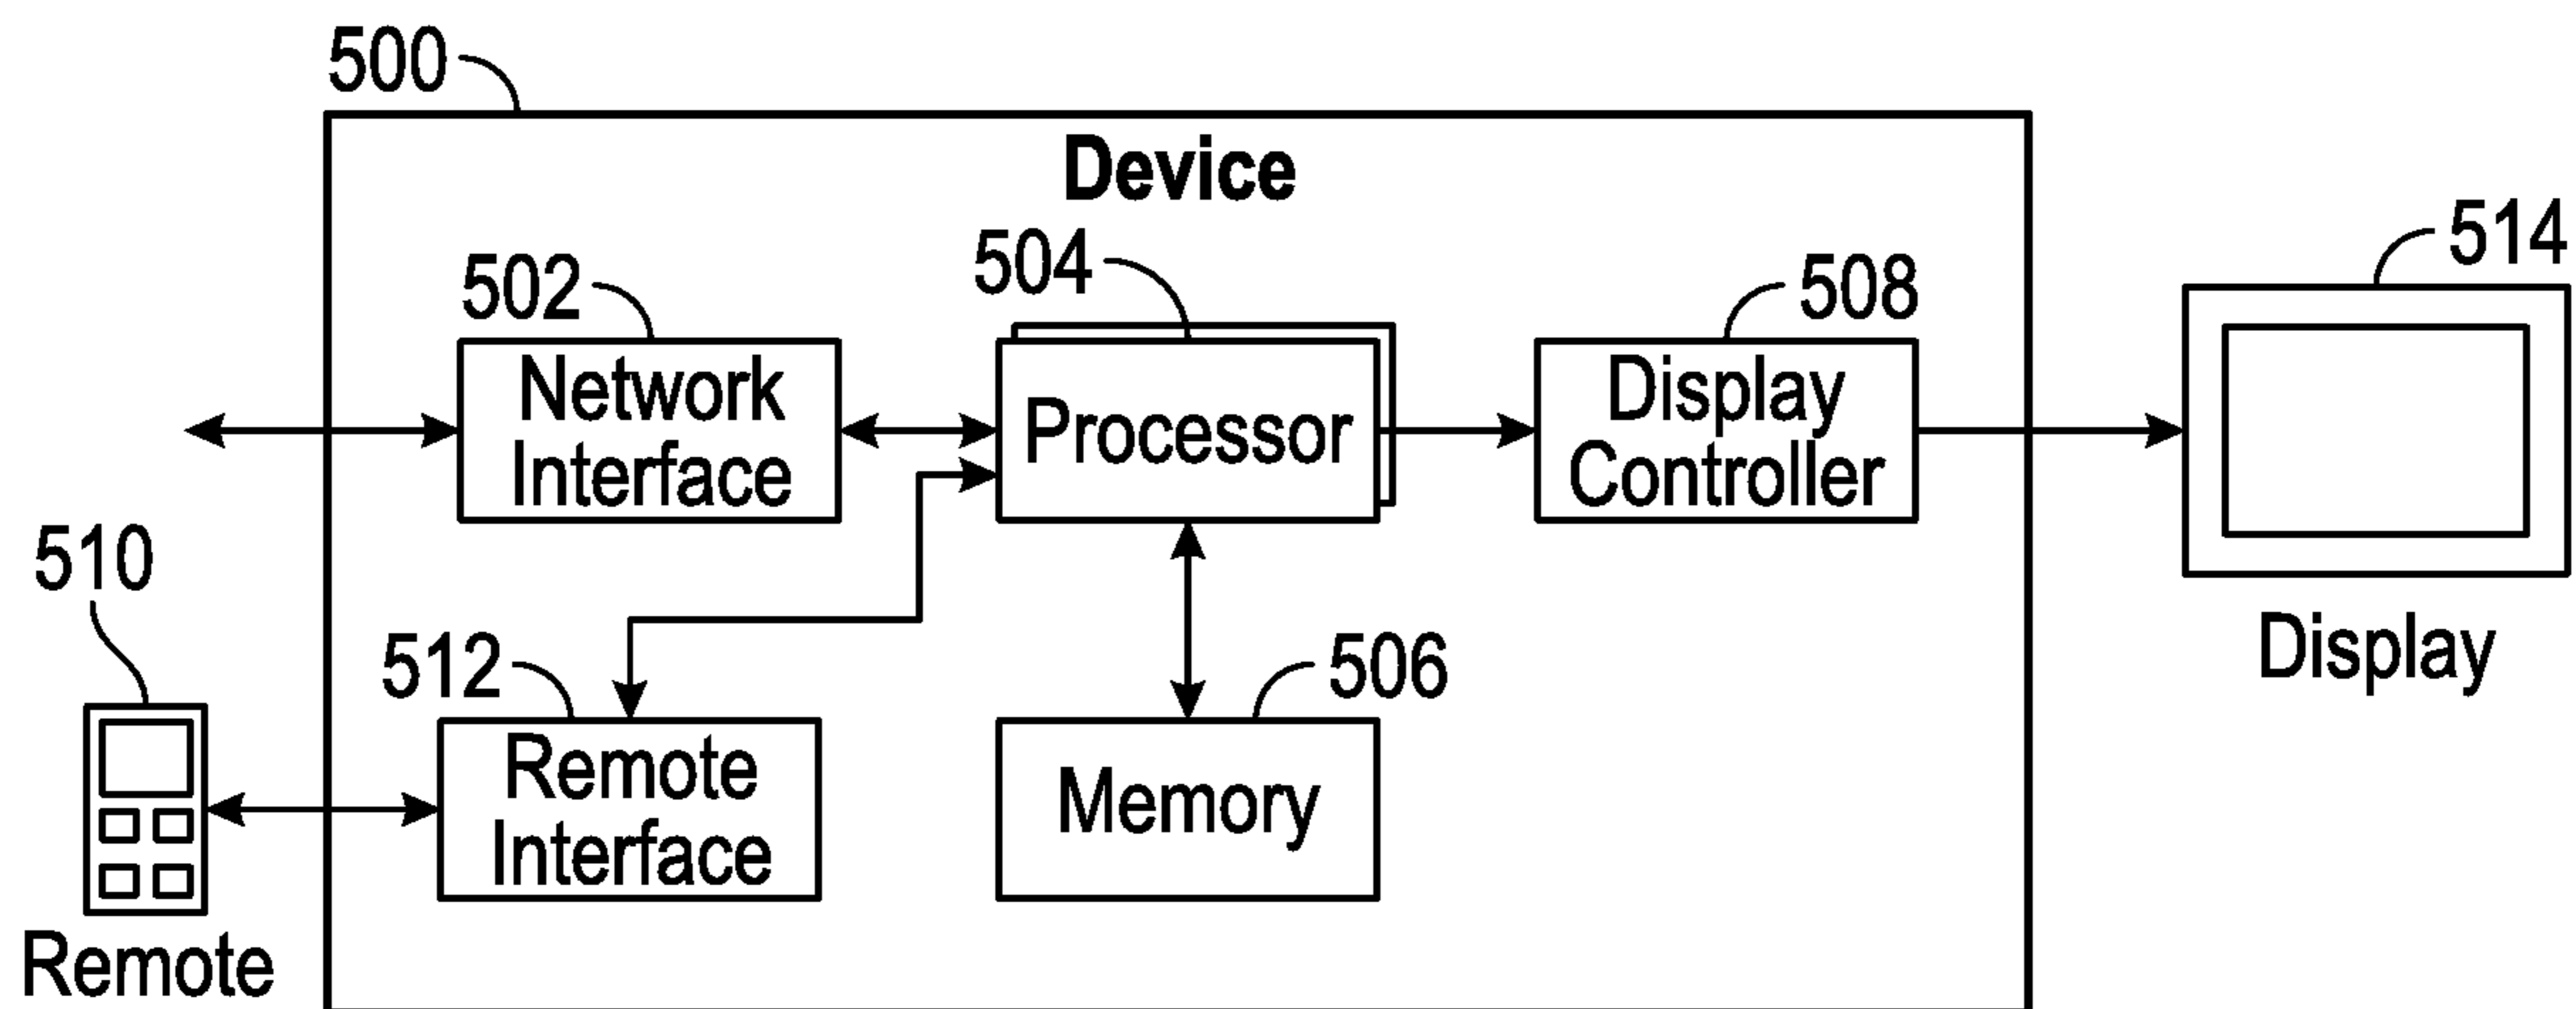 500
Device
514
502
504
508
Network
Interface
Processor
Display
Controller
510
512
506
Display
Remote
Interface
Memory
Remote